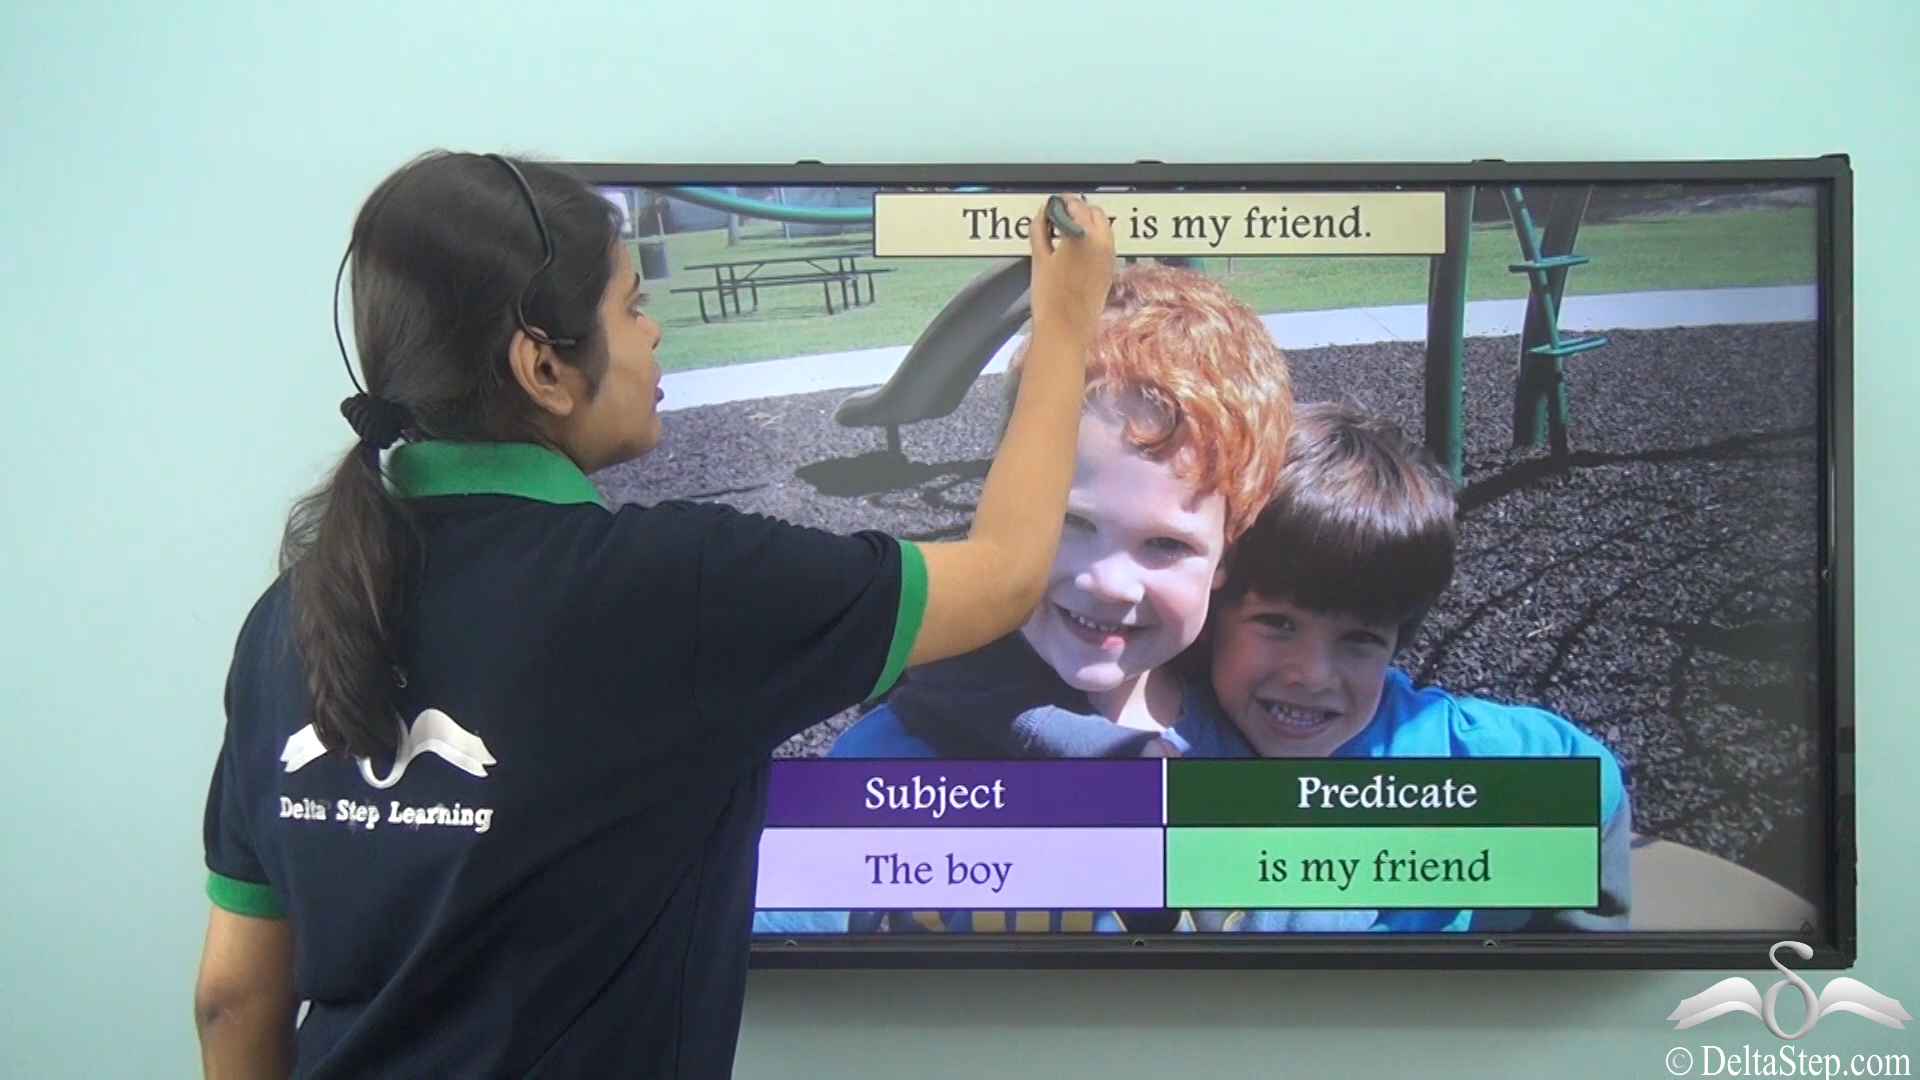 The is my friend.
Subject Predicate
The boy is my friend
Delta Step Learning
© DeltaStep.com